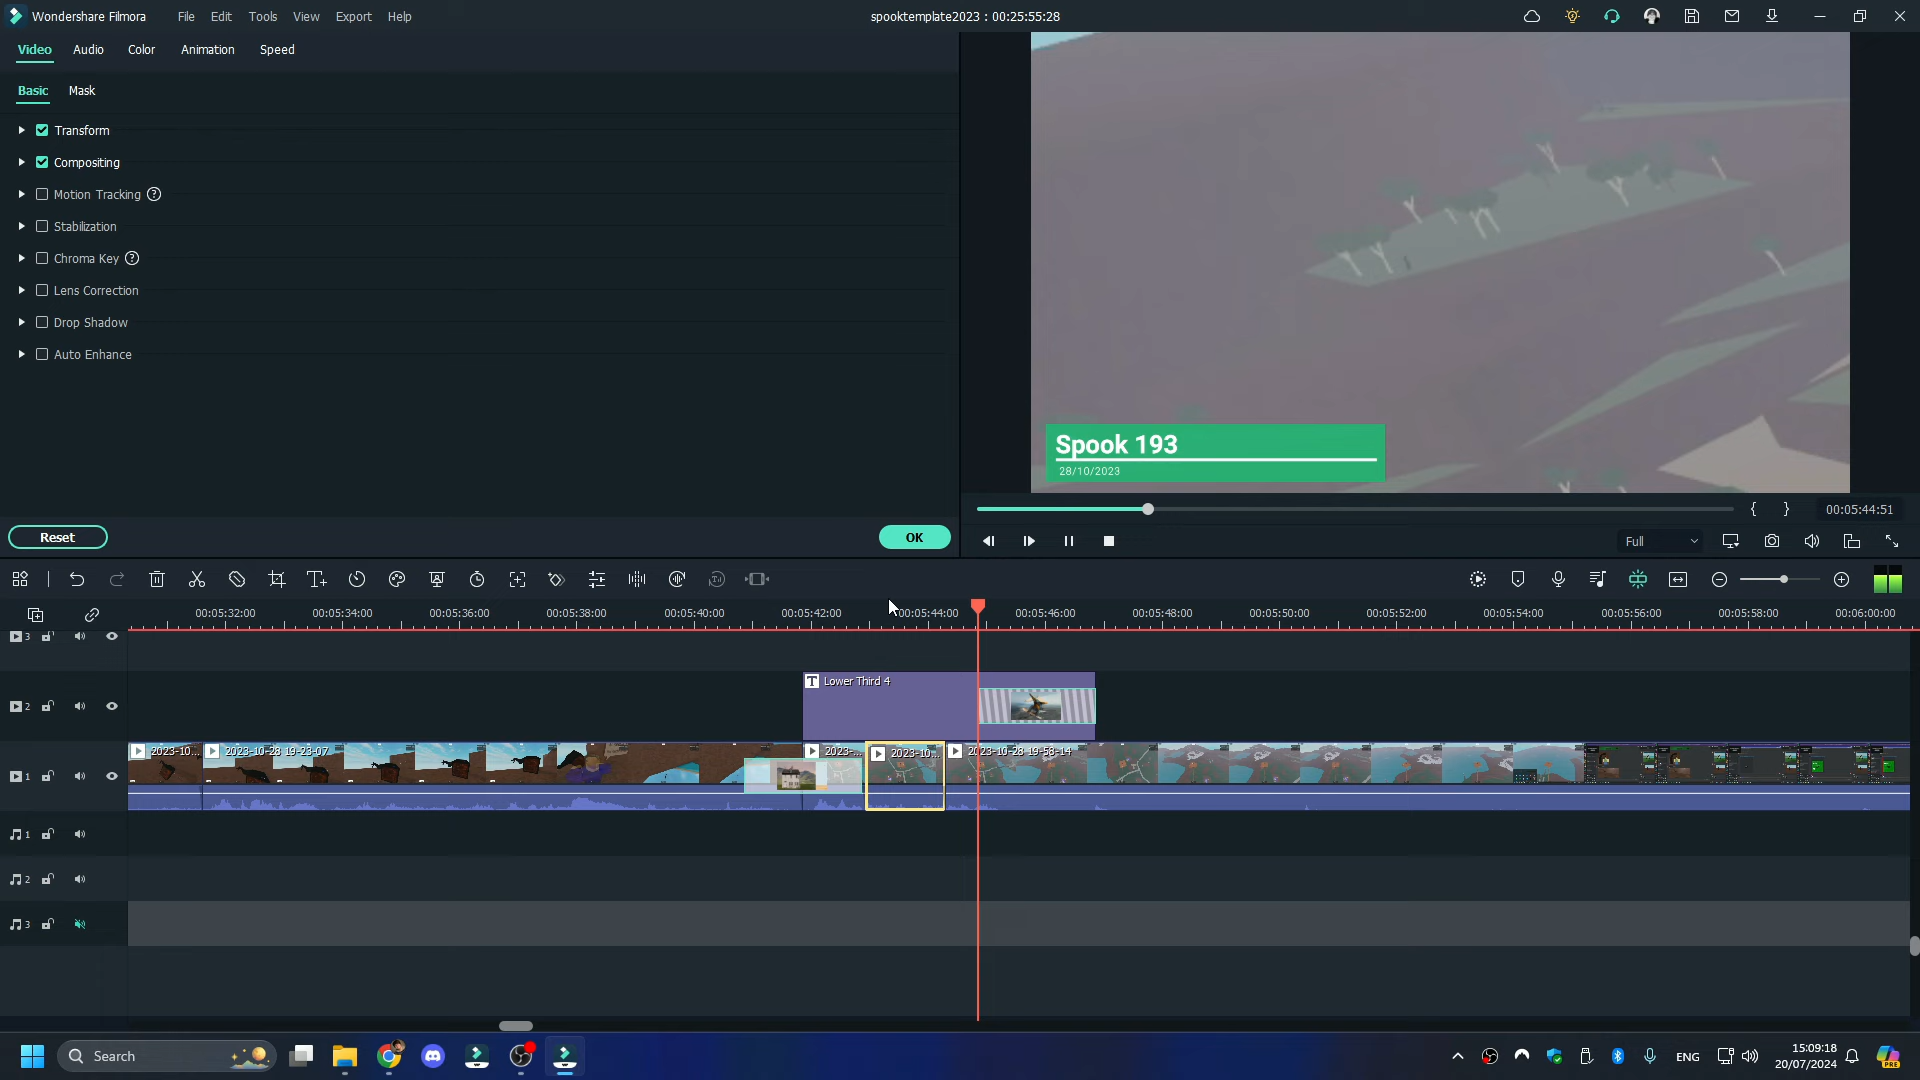 Wondershare Filmora File Edit Tools View Export Help spooktemplate2023 : 00:25:55:28
Video Audio Color Animation Speed
Basic Mask
Transform
Compositing
Motion Tracking ?
Stabilization
Chroma Key ?
Lens Correction
Drop Shadow
Auto Enhance
Spook 193
28/10/2023
{ } 00:05:44:51
Reset OK
Full
00:05:32:00 00:05:34:00 00:05:36:00 00:05:38:00 00:05:40:00 00:05:42:00 00:05:44:00 00:05:46:00 00:05:48:00 00:05:50:00 00:05:52:00 00:05:54:00 00:05:56:00 00:05:58:00 00:06:00:00
3
T Lower Third 4
2
2023-10... 2023-10-28 19-23-07 2023-... 2023-10... 2023-10-28 19-58-14
1
1
2
3
Search
ENG
15:09:18
20/07/2024
PRE